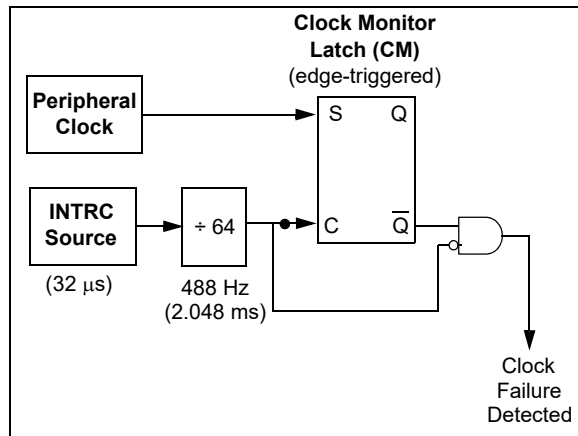 Clock Monitor
Latch (CM)
(edge-triggered)
Peripheral
Clock
S
Q
INTRC
Source
(32 μs)
÷ 64
488 Hz
(2.048 ms)
C
Q̅
Clock
Failure
Detected